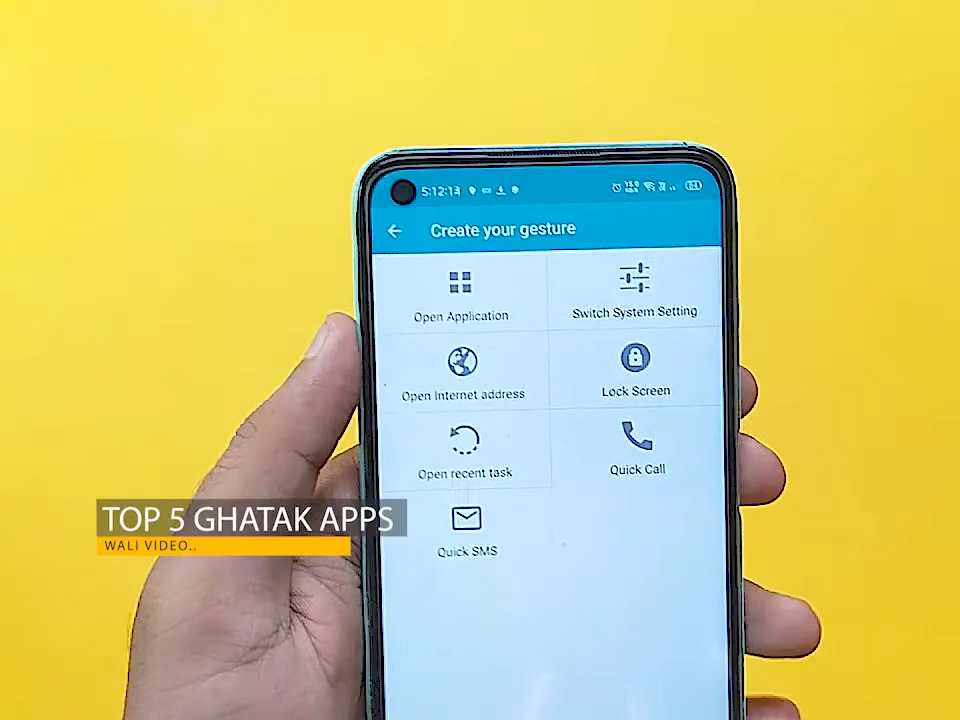 5:12:14
Create your gesture
Open Application
Switch System Setting
Open Internet address
Lock Screen
Open recent task
Quick Call
Quick SMS
TOP 5 GHATAK APPS
WALI VIDEO..